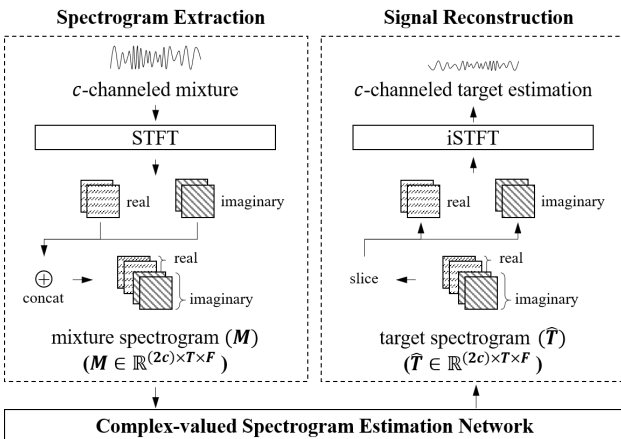 Spectrogram Extraction
c-channeled mixture
STFT
real
imaginary
concat
real
imaginary
mixture spectrogram (M)
(M ∈ ℝ^(2c)×T×F )
Signal Reconstruction
c-channeled target estimation
iSTFT
real
imaginary
slice
real
imaginary
target spectrogram (T̂)
(T̂ ∈ ℝ^(2c)×T×F )
Complex-valued Spectrogram Estimation Network